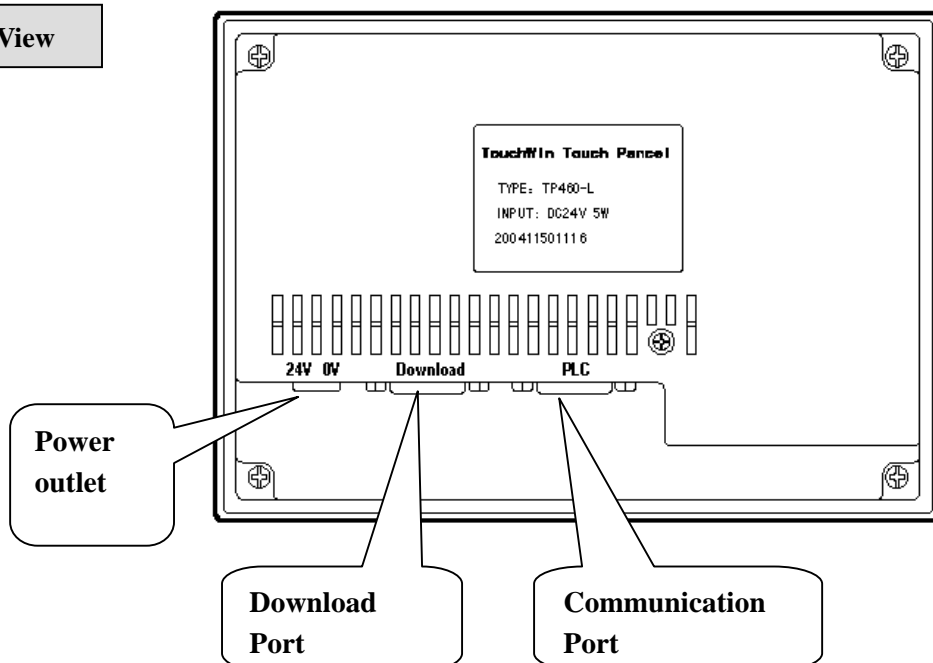 View
TouchWin Touch Pancel
TYPE: TP460-L
INPUT: DC24V 5W
200411501116
24V 0V Download PLC
Power
outlet
Download
Port
Communication
Port